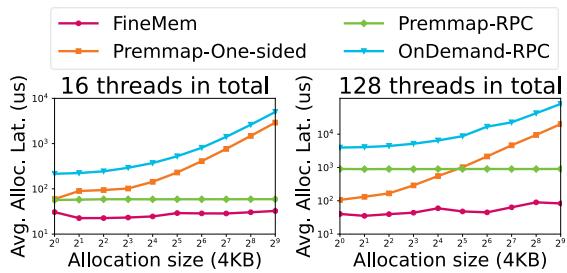 FineMem
Premmap-One-sided
Premmap-RPC
OnDemand-RPC
16 threads in total
Avg. Alloc. Lat. (us)
10^4
10^3
10^2
10^1
2^0 2^1 2^2 2^3 2^4 2^5 2^6 2^7 2^8 2^9
Allocation size (4KB)
128 threads in total
Avg. Alloc. Lat. (us)
10^4
10^3
10^2
10^1
2^0 2^1 2^2 2^3 2^4 2^5 2^6 2^7 2^8 2^9
Allocation size (4KB)